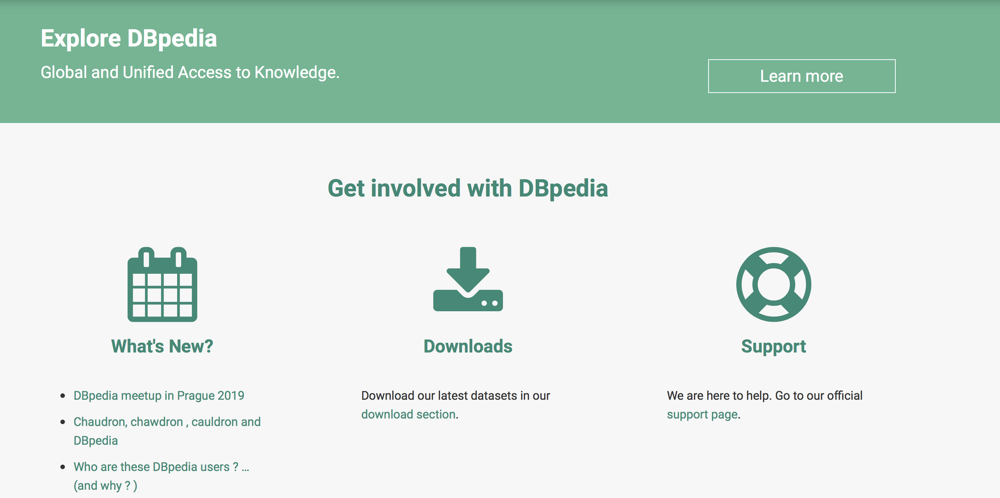 Explore DBpedia
Global and Unified Access to Knowledge.
Learn more
Get involved with DBpedia
What's New?
DBpedia meetup in Prague 2019
Chaudron, chawdron , cauldron and
DBpedia
Who are these DBpedia users ? ...
(and why ? )
Downloads
Download our latest datasets in our
download section.
Support
We are here to help. Go to our official
support page.